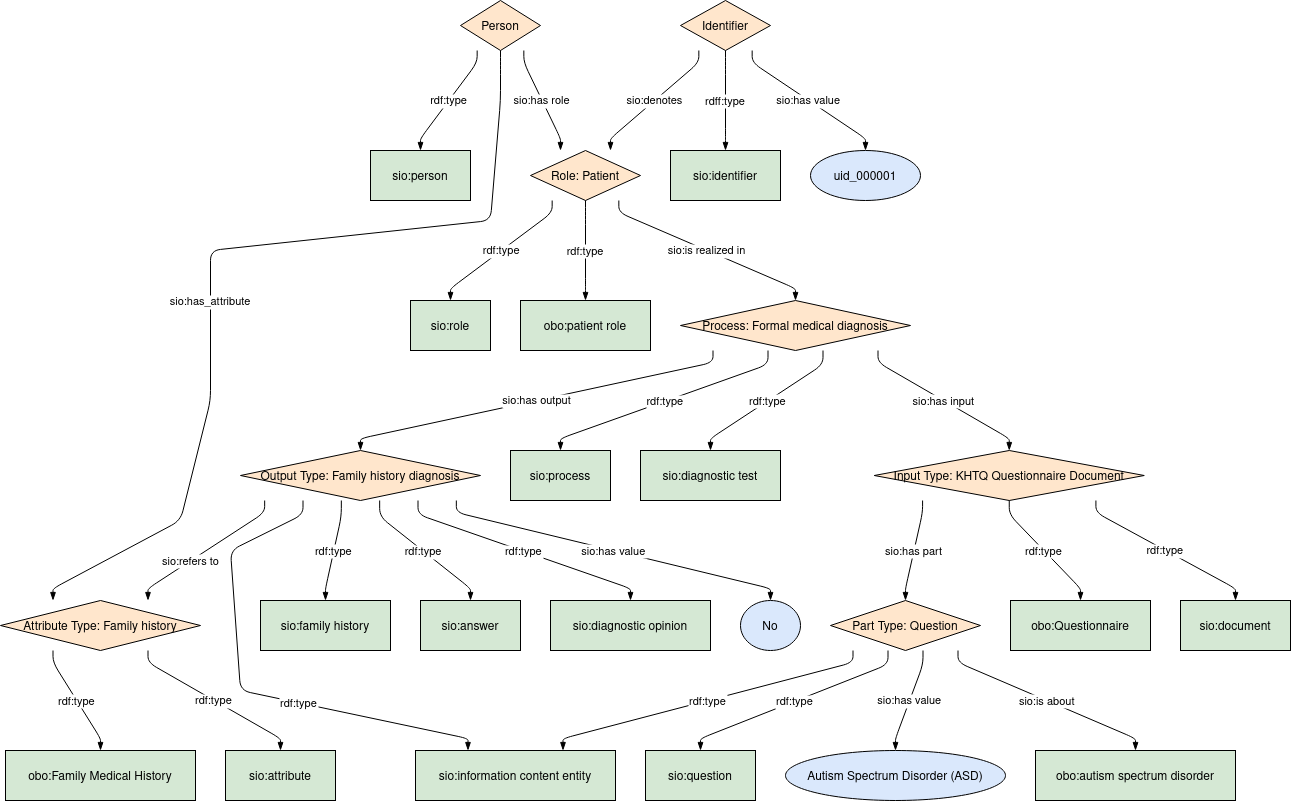 Person
Identifier
rdf:type
sio:has role
sio:denotes
rdff:type
sio:has value
sio:person
Role: Patient
sio:identifier
uid_000001
rdf:type
rdf:type
sio:is realized in
sio:has_attribute
sio:role
obo:patient role
Process: Formal medical diagnosis
sio:has output
rdf:type
rdf:type
sio:has input
Output Type: Family history diagnosis
sio:process
sio:diagnostic test
Input Type: KHTQ Questionnaire Document
sio:refers to
rdf:type
rdf:type
rdf:type
sio:has value
sio:has part
rdf:type
rdf:type
Attribute Type: Family history
sio:family history
sio:answer
sio:diagnostic opinion
No
Part Type: Question
obo:Questionnaire
sio:document
rdf:type
rdf:type
rdf:type
rdf:type
rdf:type
sio:has value
sio:is about
obo:Family Medical History
sio:attribute
sio:information content entity
sio:question
Autism Spectrum Disorder (ASD)
obo:autism spectrum disorder